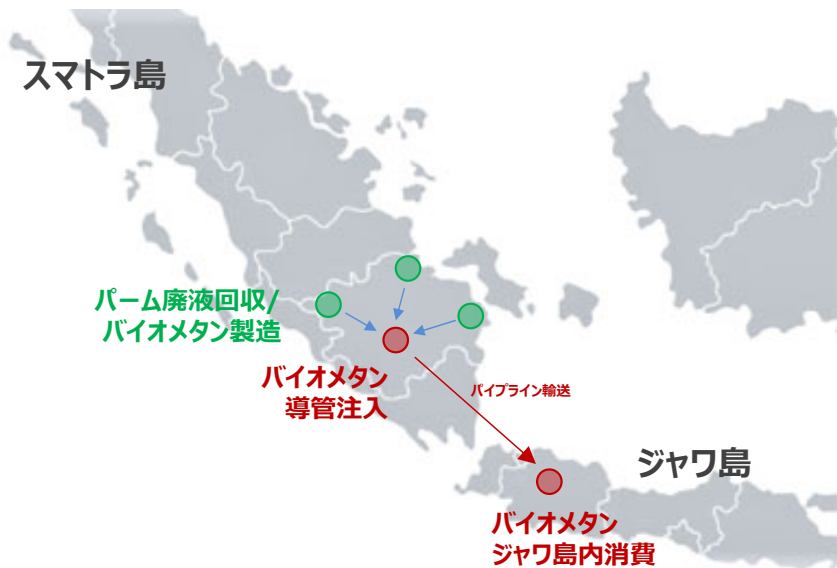 スマトラ島
パーム廃液回収/
バイオメタン製造
バイオメタン
導管注入
パイプライン輸送
ジャワ島
バイオメタン
ジャワ島内消費